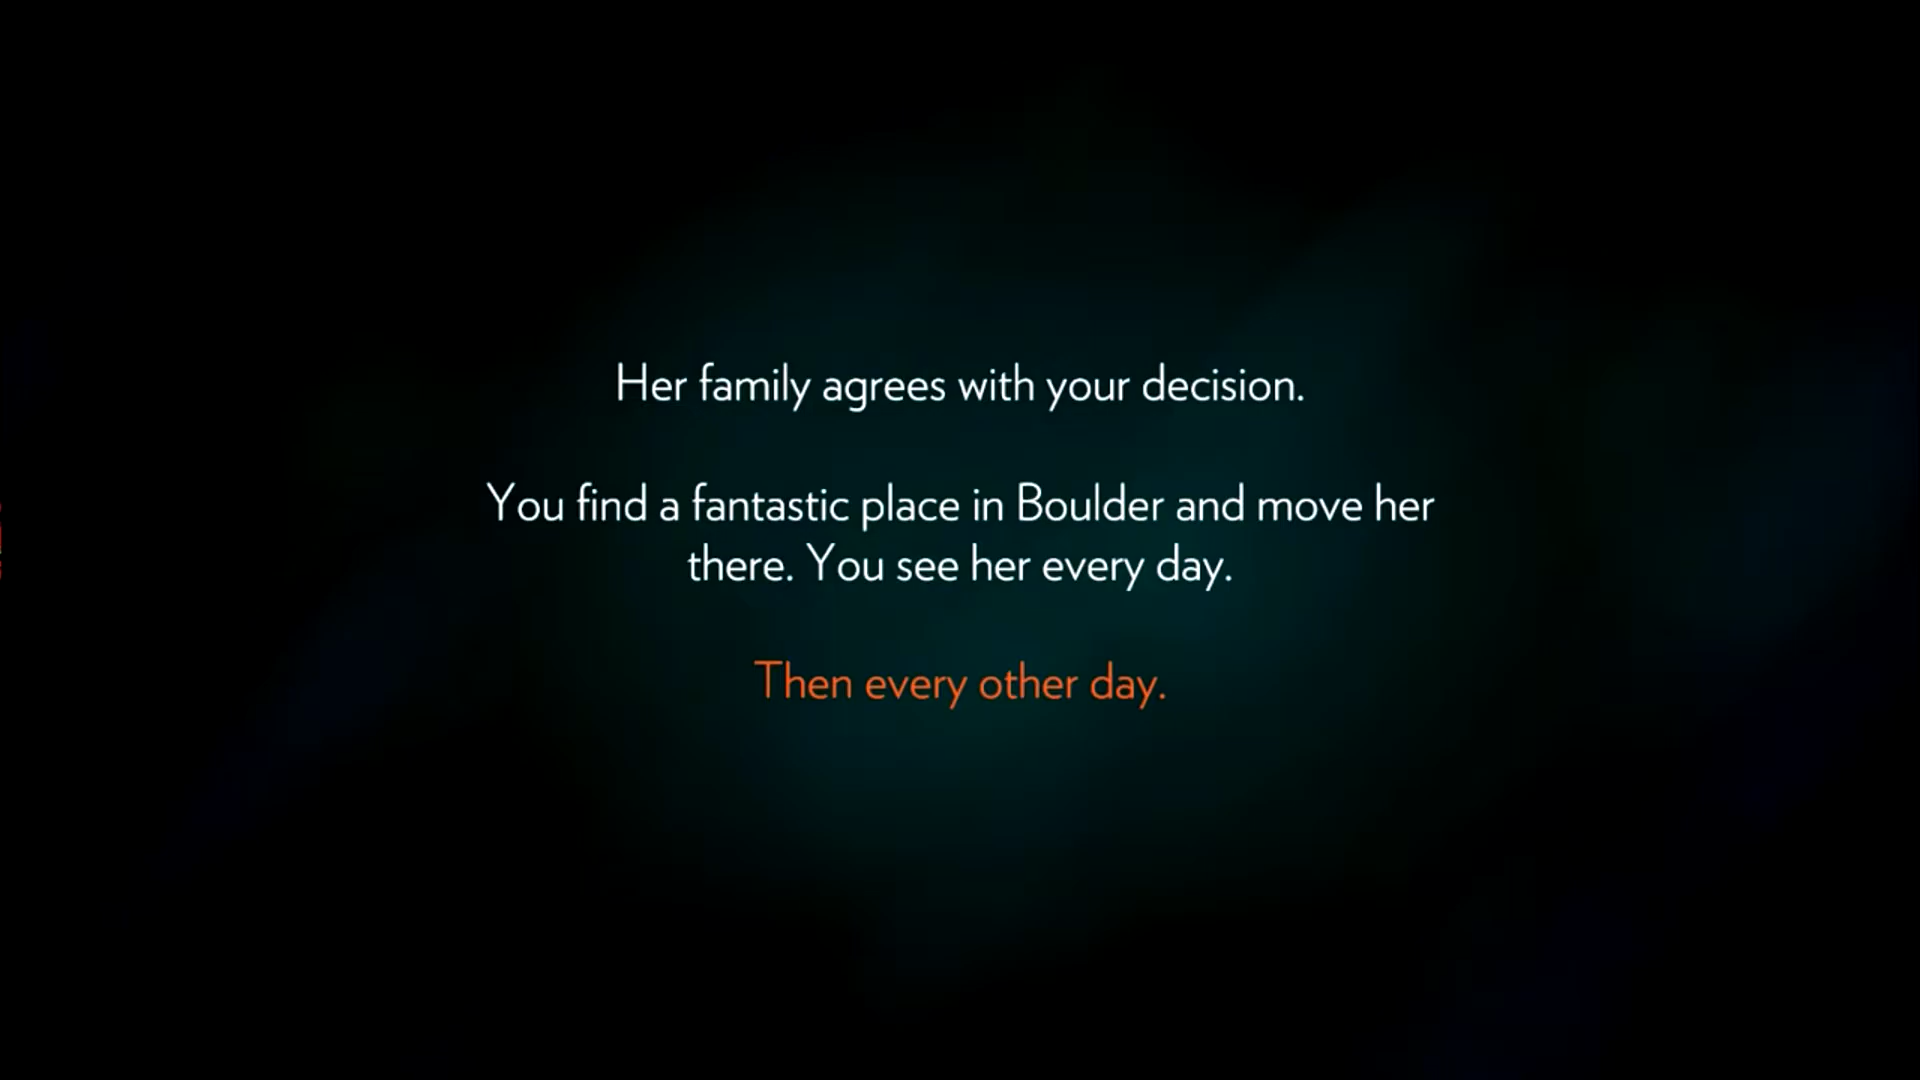 Her family agrees with your decision.
You find a fantastic place in Boulder and move her
there. You see her every day.
Then every other day.